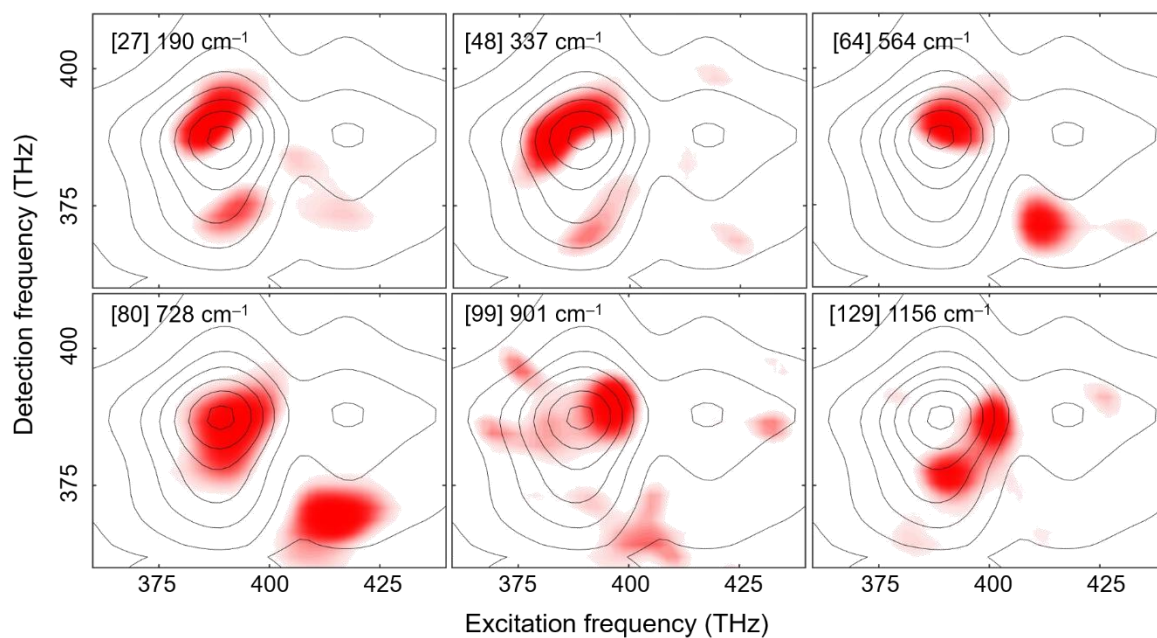 [27] 190 cm⁻¹
[48] 337 cm⁻¹
[64] 564 cm⁻¹
400
375
[80] 728 cm⁻¹
[99] 901 cm⁻¹
[129] 1156 cm⁻¹
400
375
Detection frequency (THz)
375 400 425 375 400 425 375 400 425
Excitation frequency (THz)